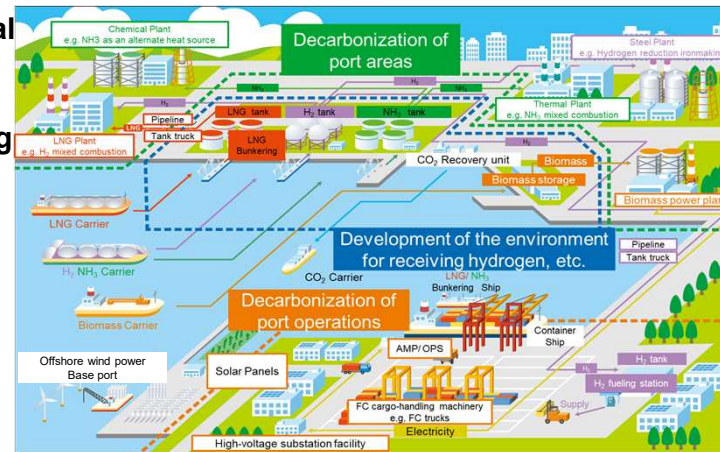 al
Chemical Plant
e.g. NH3 as an alternate heat source
Decarbonization of
port areas
Steel Plant
e.g. Hydrogen reduction ironmakin
H₂
NH₃
NH₃
H₂
LNG tank
H₂ tank
NH₃ tank
Pipeline
LNG
Tank truck
Thermal Plant
e.g. NH₃ mixed combustion
g
LNG Plant
e.g. H₂ mixed combustion
LNG
Bunkering
H₂
CO₂ Recovery unit
Biomass
Biomass storage
Biomass power plan
LNG Carrier
Development of the environment
for receiving hydrogen, etc.
Pipeline
Tank truck
H₂ NH₃ Carrier
CO₂ Carrier
LNG/ NH₃
Bunkering Ship
Decarbonization of
port operations
Biomass Carrier
Container
Ship
AMP/OPS
Offshore wind power
Base port
Solar Panels
H₂ tank
H₂
H₂ fueling station
FC cargo-handling machinery
e.g. FC trucks
Supply
Electricity
High-voltage substation facility